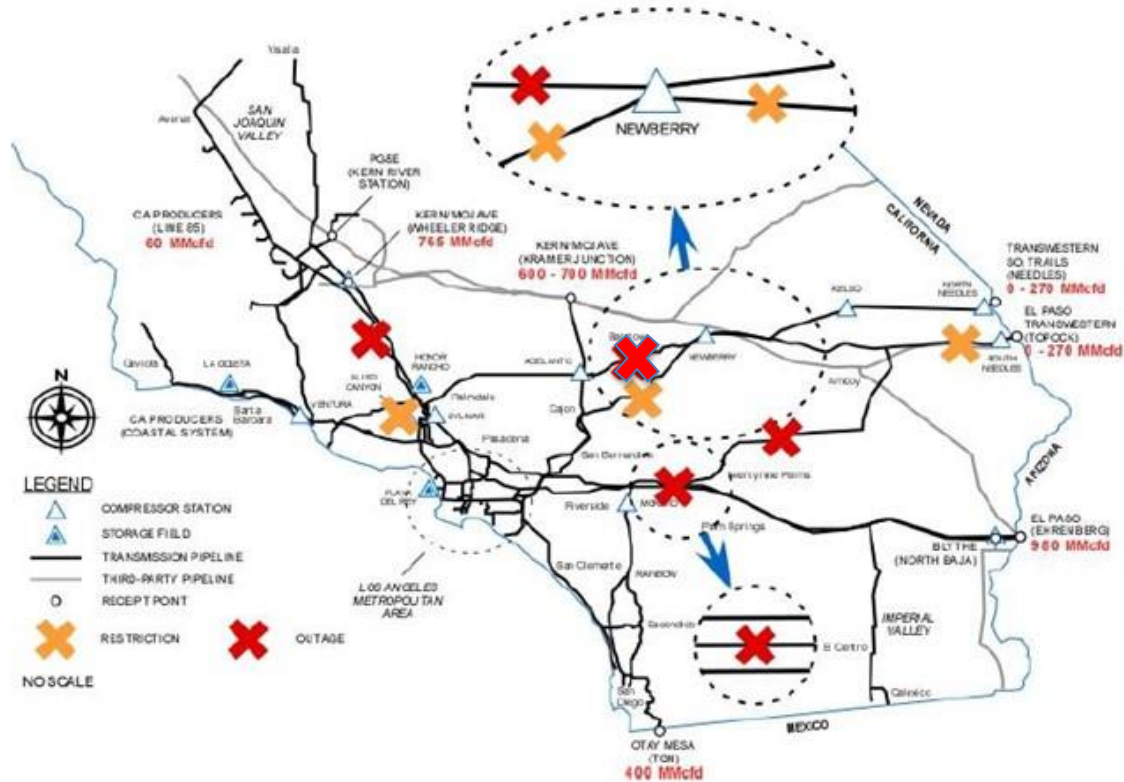 Visalia
Avenal
SAN
JOAQUIN
VALLEY
PG&E
(KERN RIVER
STATION)
CA PRODUCERS
(LINE 85)
60 MMcfd
KERN/MOJAVE
(WHEELER RIDGE)
765 MMcfd
KERN/MOJAVE
(KRAMER JUNCTION)
600 - 700 MMcfd
NEWBERRY
NEVADA
CALIFORNIA
TRANSWESTERN
SO. TRAILS
(NEEDLES)
0 - 270 MMcfd
EL PASO
TRANSWESTERN
(TOPOCK)
0 - 270 MMcfd
KELSO
NORTH
NEEDLES
SOUTH
NEEDLES
NEWBERRY
ADELANTO
Amboy
HONOR
RANCHO
Gaviota
LA GOLETA
Santa
Barbara
VENTURA
CANYON
Palmdale
SYLMAR
Cajon
CA PRODUCERS
(COASTAL SYSTEM)
Pasadena
San Bernardino
Twentynine Palms
PLAYA
DEL REY
Riverside
Palm Springs
ARIZONA
EL PASO
(EHRENBERG)
980 MMcfd
BLYTHE
(NORTH BAJA)
N
LEGEND
COMPRESSOR STATION
STORAGE FIELD
TRANSMISSION PIPELINE
THIRD-PARTY PIPELINE
RECEIPT POINT
RESTRICTION
OUTAGE
NO SCALE
LOS ANGELES
METROPOLITAN
AREA
San Clemente
RAINBOW
Escondido
IMPERIAL
VALLEY
El Centro
Calexico
San
Diego
MEXICO
OTAY MESA
(TGN)
400 MMcfd